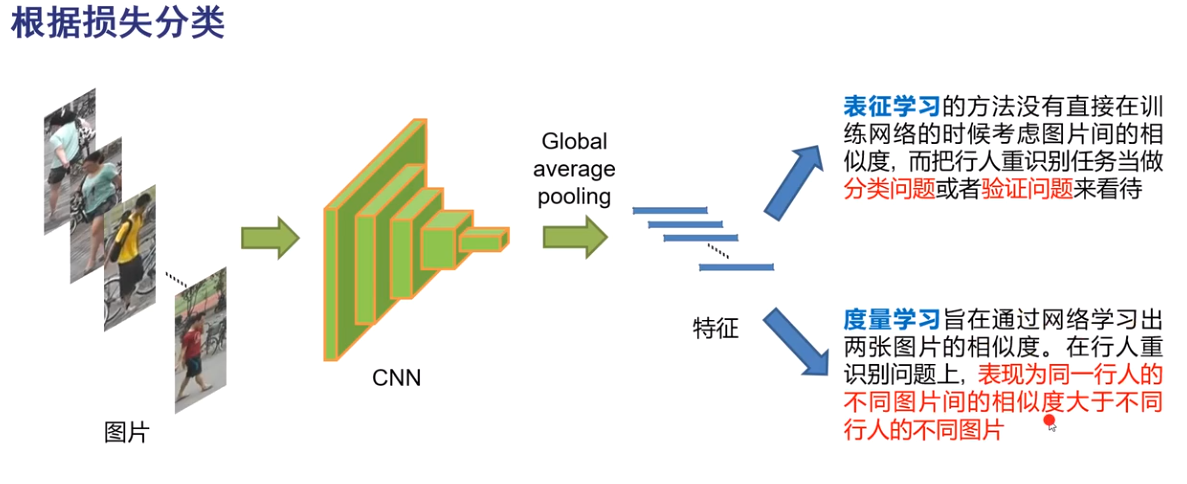 根据损失分类
Global
average
pooling
CNN
图片
特征
表征学习的方法没有直接在训
练网络的时候考虑图片间的相
似度, 而把行人重识别任务当做
分类问题或者验证问题来看待
度量学习旨在通过网络学习出
两张图片的相似度。在行人重
识别问题上, 表现为同一行人的
不同图片间的相似度大于不同
行人的不同图片